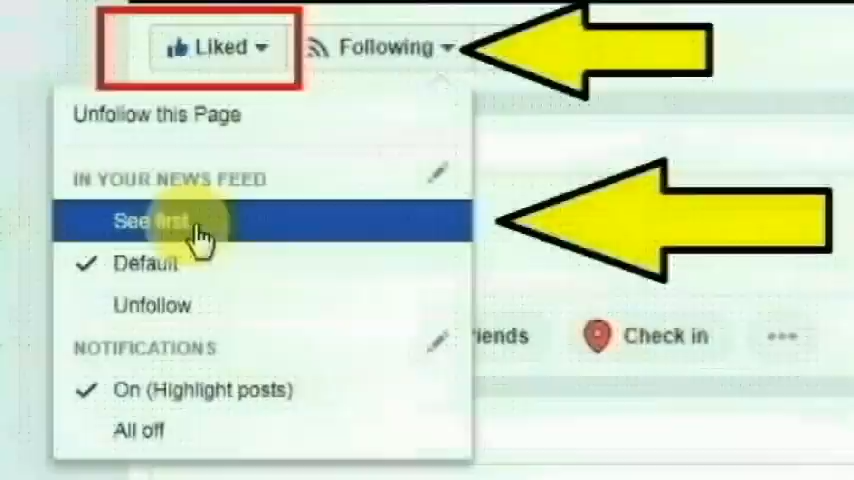 Liked Following
Unfollow this Page
IN YOUR NEWS FEED
See first
Default
Unfollow
riends Check in
NOTIFICATIONS
On (Highlight posts)
All off